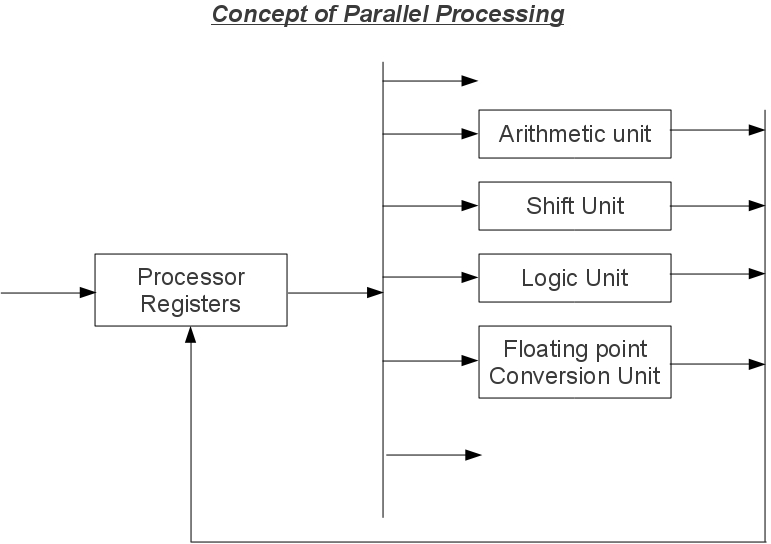 Concept of Parallel Processing
Arithmetic unit
Shift Unit
Processor
Registers
Logic Unit
Floating point
Conversion Unit